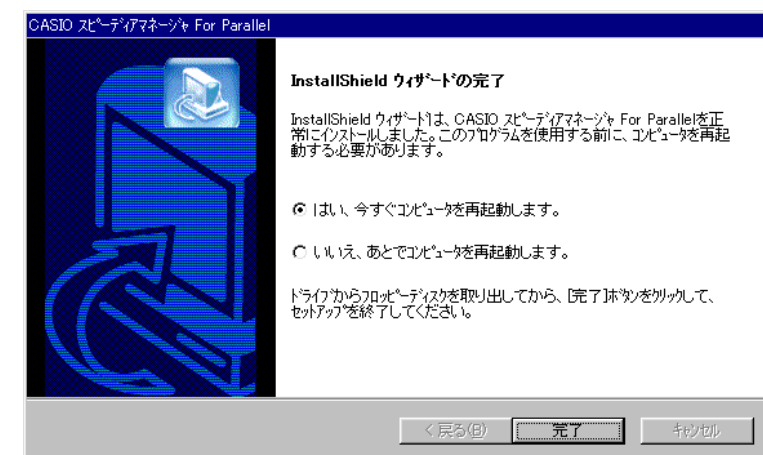 CASIO スピーディアマネージャ For Parallel
InstallShield ウィザードの完了
InstallShield ウィザードは、CASIO スピーディアマネージャ For Parallelを正
常にインストールしました。このプログラムを使用する前に、コンピュータを再起
動する必要があります。
はい、今すぐコンピュータを再起動します。
いいえ、あとでコンピュータを再起動します。
ドライブからフロッピーディスクを取り出してから、[完了]ボタンをクリックして、
セットアップを終了してください。
< 戻る(B)
完了
キャンセル